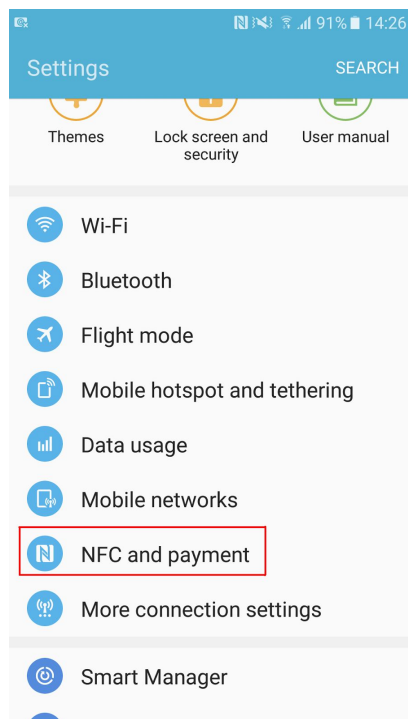 91% 14:26
Settings SEARCH
Themes Lock screen and security User manual
Wi-Fi
Bluetooth
Flight mode
Mobile hotspot and tethering
Data usage
Mobile networks
NFC and payment
More connection settings
Smart Manager